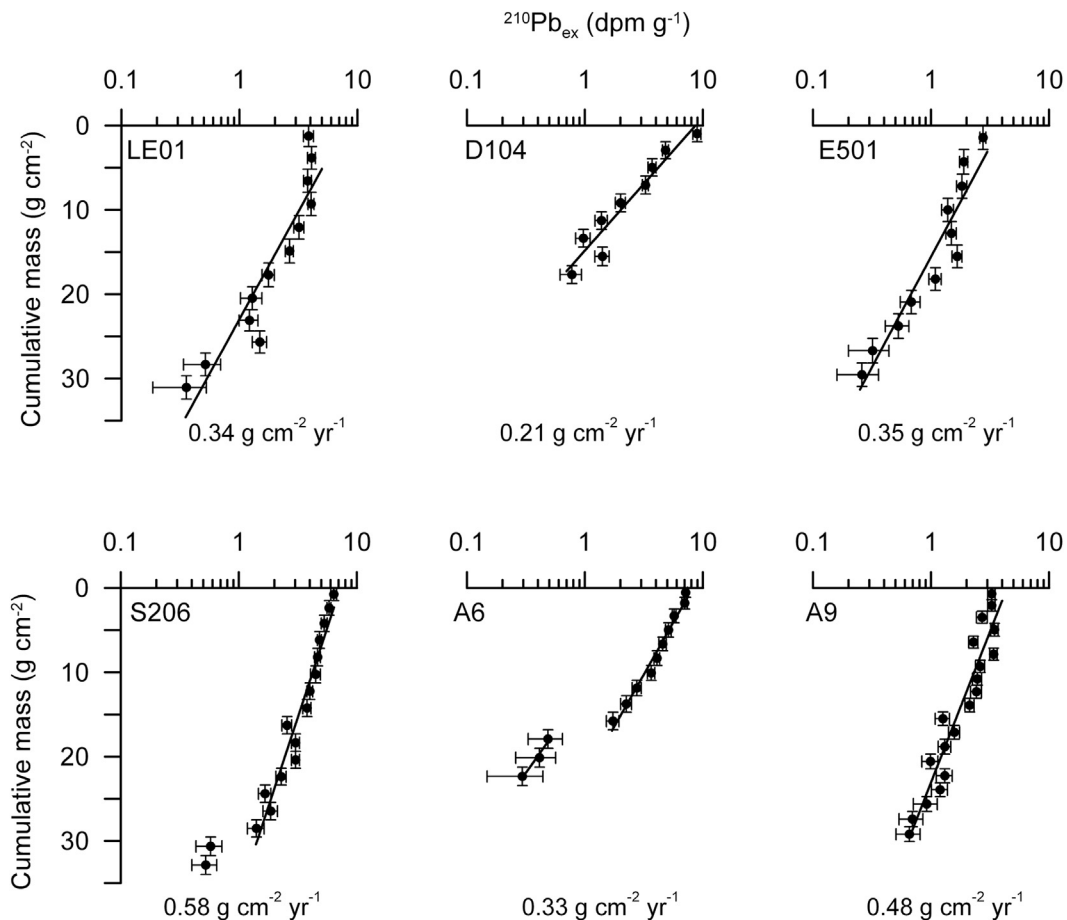 ²¹⁰Pbₑₓ (dpm g⁻¹)
0.1 1 10 0.1 1 10 0.1 1 10
Cumulative mass (g cm⁻²)
0
10
20
30
LE01 D104 E501
0.34 g cm⁻² yr⁻¹ 0.21 g cm⁻² yr⁻¹ 0.35 g cm⁻² yr⁻¹
0.1 1 10 0.1 1 10 0.1 1 10
Cumulative mass (g cm⁻²)
0
10
20
30
S206 A6 A9
0.58 g cm⁻² yr⁻¹ 0.33 g cm⁻² yr⁻¹ 0.48 g cm⁻² yr⁻¹